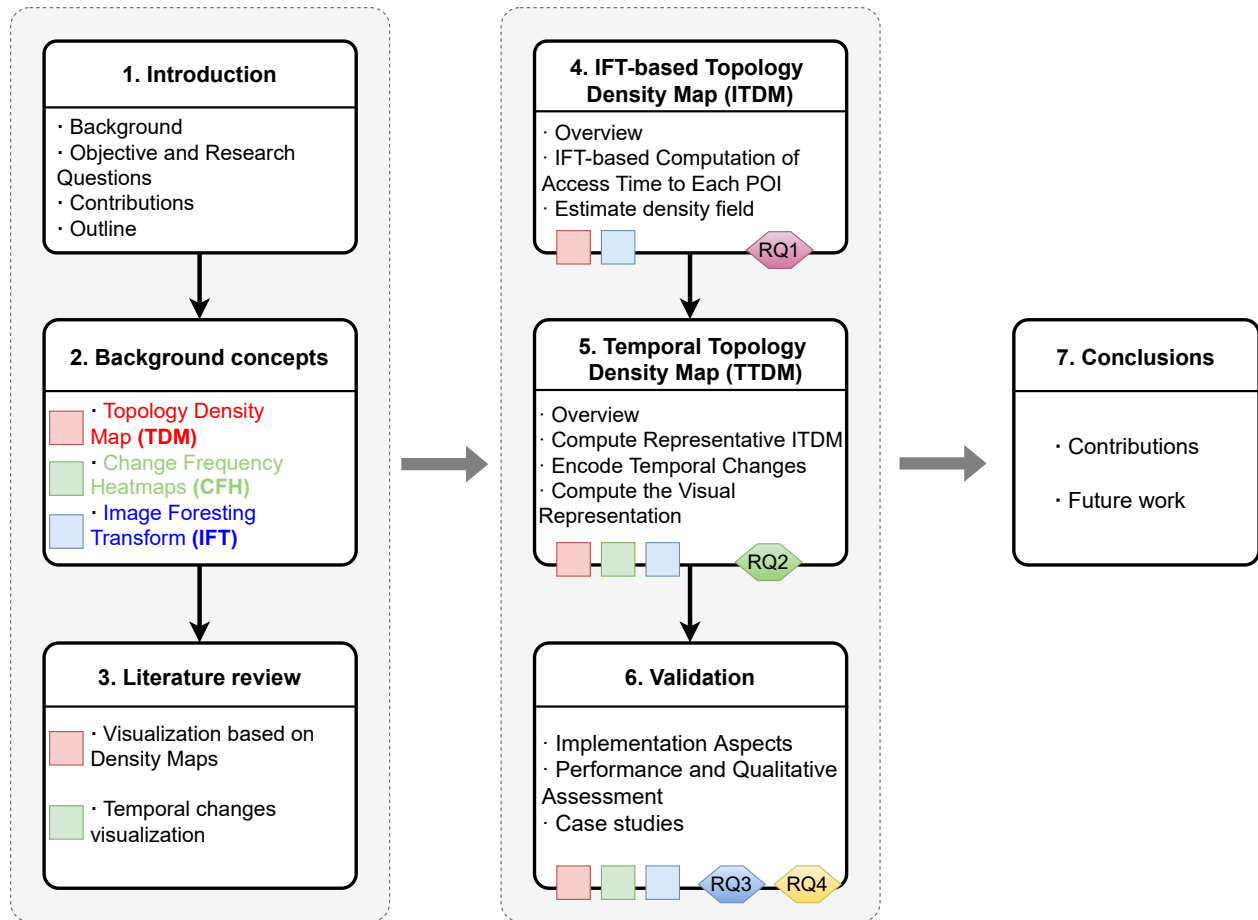 1. Introduction
· Background
· Objective and Research
Questions
· Contributions
· Outline
2. Background concepts
· Topology Density
Map (TDM)
· Change Frequency
Heatmaps (CFH)
· Image Foresting
Transform (IFT)
3. Literature review
· Visualization based on
Density Maps
· Temporal changes
visualization
4. IFT-based Topology
Density Map (ITDM)
· Overview
· IFT-based Computation of
Access Time to Each POI
· Estimate density field
RQ1
5. Temporal Topology
Density Map (TTDM)
· Overview
· Compute Representative ITDM
· Encode Temporal Changes
· Compute the Visual
Representation
RQ2
6. Validation
· Implementation Aspects
· Performance and Qualitative
Assessment
· Case studies
RQ3
RQ4
7. Conclusions
· Contributions
· Future work